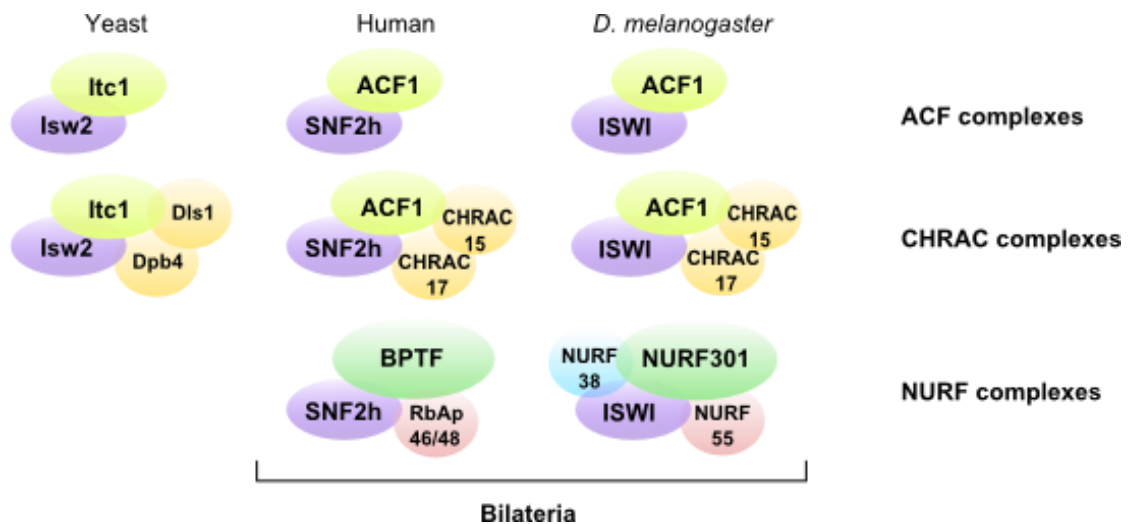 Yeast Human D. melanogaster
Itc1 ACF1 ACF1
Isw2 SNF2h ISWI ACF complexes
Itc1 Dls1 ACF1 CHRAC 15 ACF1 CHRAC 15
Isw2 Dpb4 SNF2h CHRAC 17 ISWI CHRAC 17 CHRAC complexes
BPTF NURF 38 NURF301
SNF2h RbAp 46/48 ISWI NURF 55 NURF complexes
Bilateria